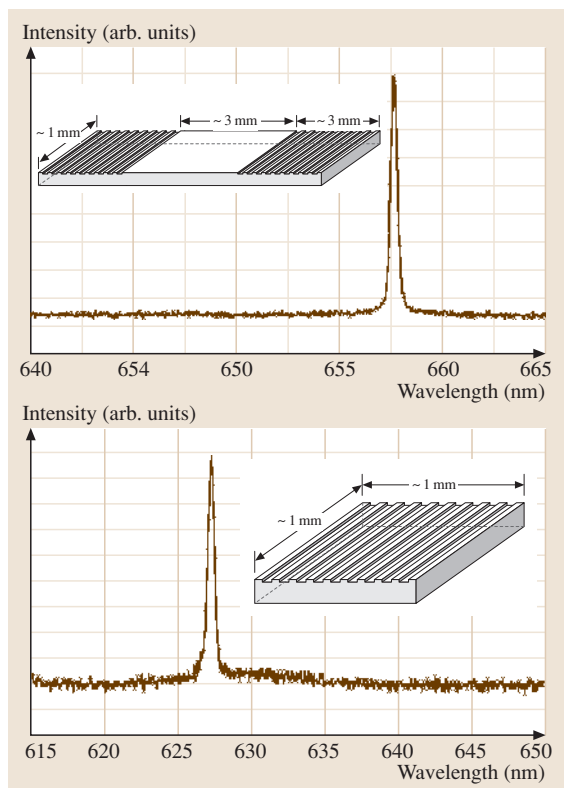 Intensity (arb. units)
~ 1 mm
~ 3 mm
~ 3 mm
640 654 650 655 660 665
Wavelength (nm)
Intensity (arb. units)
~ 1 mm
~ 1 mm
615 620 625 630 635 640 645 650
Wavelength (nm)